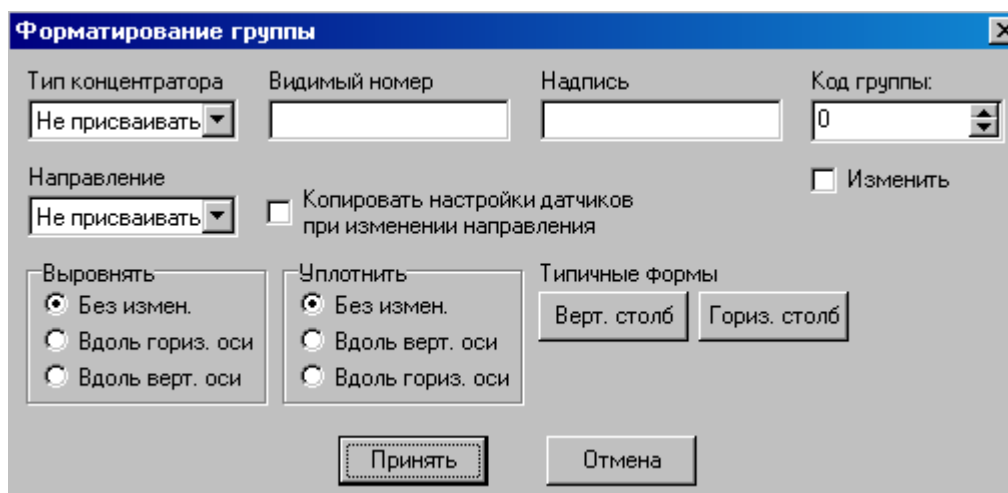 Форматирование группы
Тип концентратора
Видимый номер
Надпись
Код группы:
Не присваивать
0
Направление
Изменить
Не присваивать
Копировать настройки датчиков
при изменении направления
Выровнять
Уплотнить
Типичные формы
Без измен.
Без измен.
Верт. столб
Гориз. столб
Вдоль гориз. оси
Вдоль верт. оси
Вдоль верт. оси
Вдоль гориз. оси
Принять
Отмена